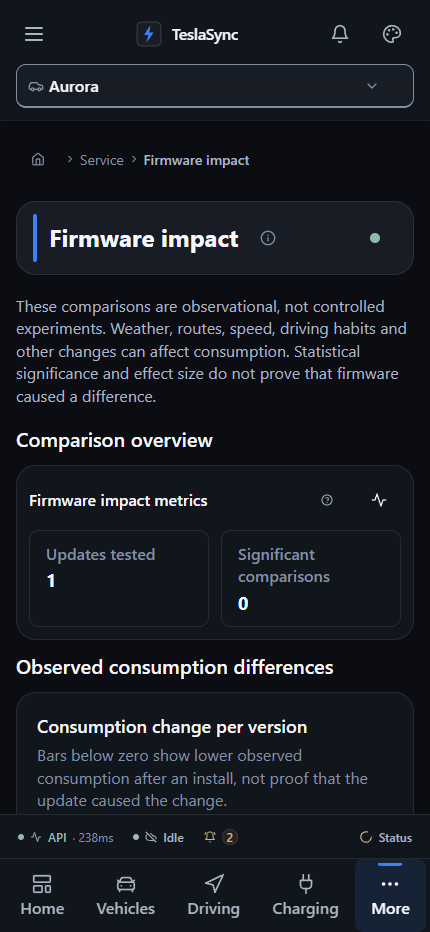 TeslaSync
Aurora
Service
Firmware impact
Firmware impact
These comparisons are observational, not controlled
experiments. Weather, routes, speed, driving habits and
other changes can affect consumption. Statistical
significance and effect size do not prove that firmware
caused a difference.
Comparison overview
Firmware impact metrics
Updates tested
1
Significant
comparisons
0
Observed consumption differences
Consumption change per version
Bars below zero show lower observed
consumption after an install, not proof that the
update caused the change.
API · 238ms
Idle
2
Status
Home
Vehicles
Driving
Charging
More